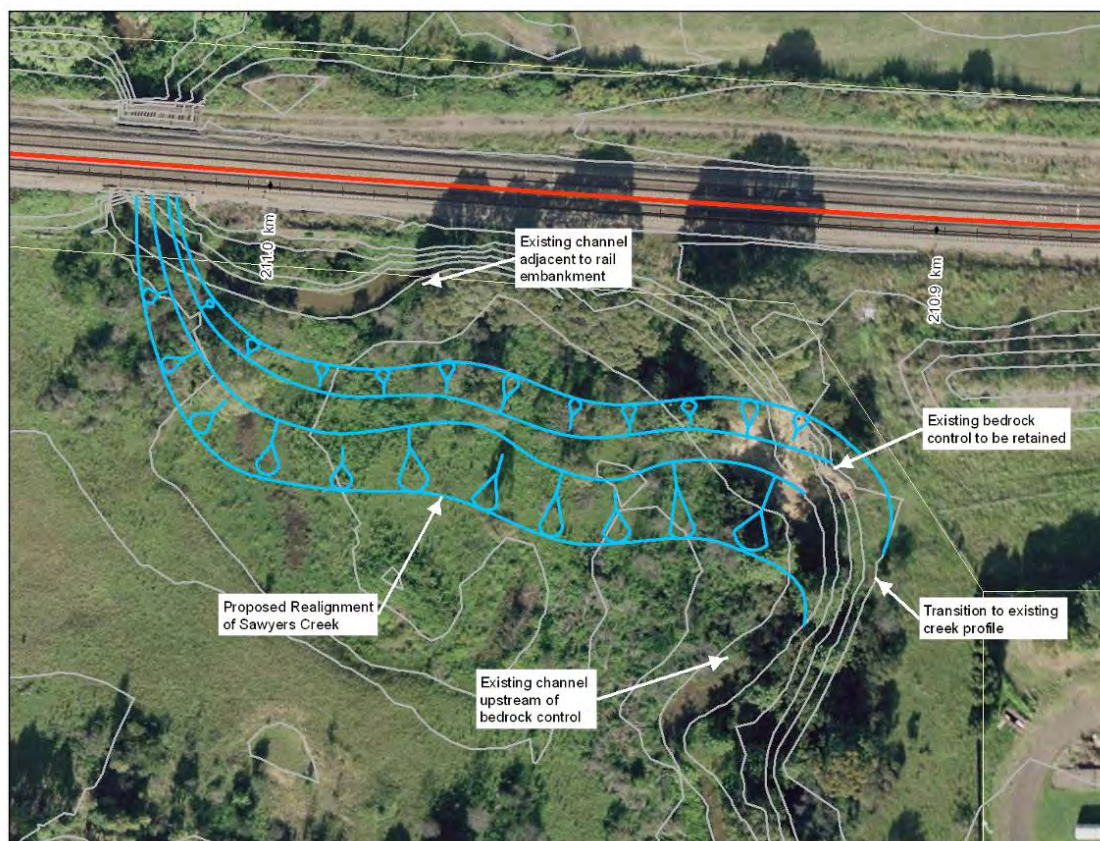 Existing channel
adjacent to rail
embankment
211.0 km
210.9 km
Existing bedrock
control to be retained
Proposed Realignment
of Sawyers Creek
Transition to existing
creek profile
Existing channel
upstream of
bedrock control